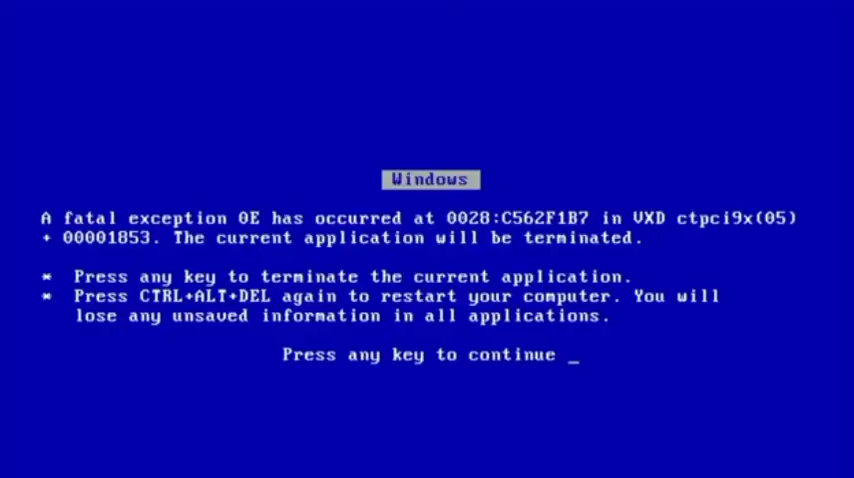 Windows
A fatal exception 0E has occurred at 0028:C562F1B7 in VXD ctpci9x(05)
+ 00001853. The current application will be terminated.
* Press any key to terminate the current application.
* Press CTRL+ALT+DEL again to restart your computer. You will
lose any unsaved information in all applications.
Press any key to continue _